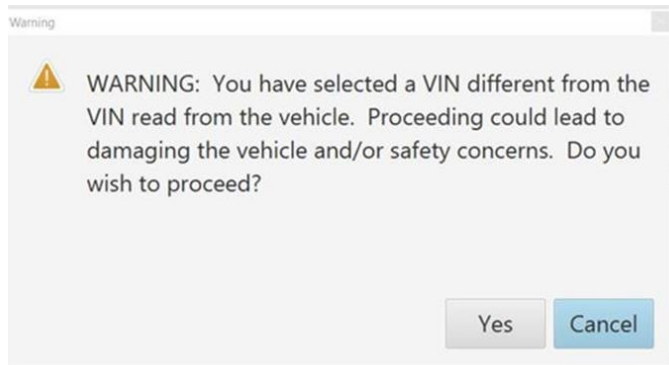 Warning
WARNING: You have selected a VIN different from the
VIN read from the vehicle. Proceeding could lead to
damaging the vehicle and/or safety concerns. Do you
wish to proceed?
Yes
Cancel